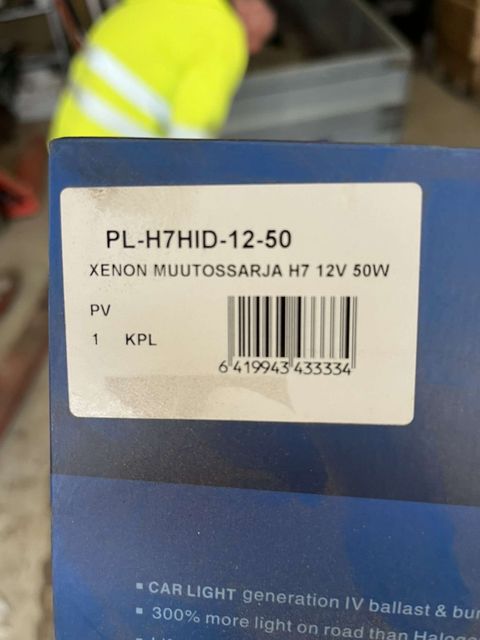 PL-H7HID-12-50
XENON MUUTOSSARJA H7 12V 50W
PV
1 KPL
6 419943 433334
▪ CAR LIGHT generation IV ballast &
▪ 300% more light on road than